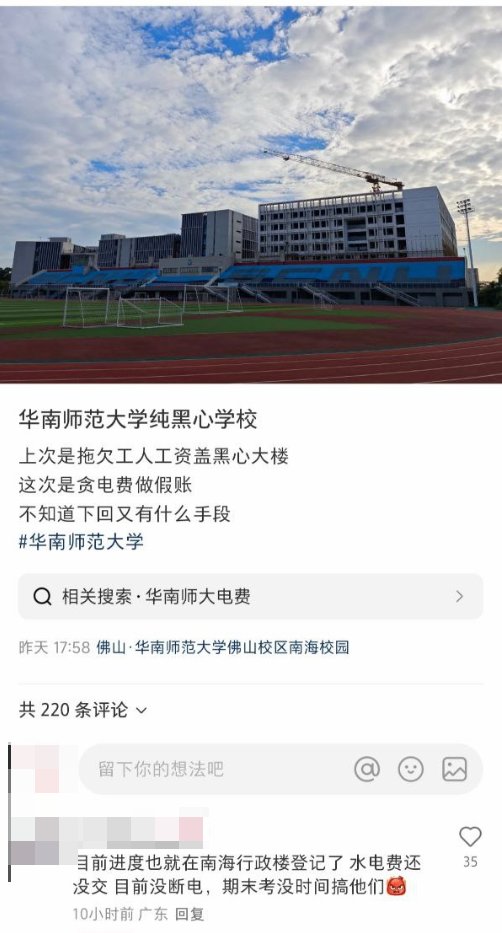 华南师范大学纯黑心学校
上次是拖欠工人工资盖黑心大楼
这次是贪电费做假账
不知道下回又有什么手段
#华南师范大学
相关搜索·华南师大电费
昨天 17:58 佛山·华南师范大学佛山校区南海校园
共 220 条评论
留下你的想法吧
目前进度也就在南海行政楼登记了 水电费还
没交 目前没断电，期末考没时间搞他们
35
10小时前 广东 回复